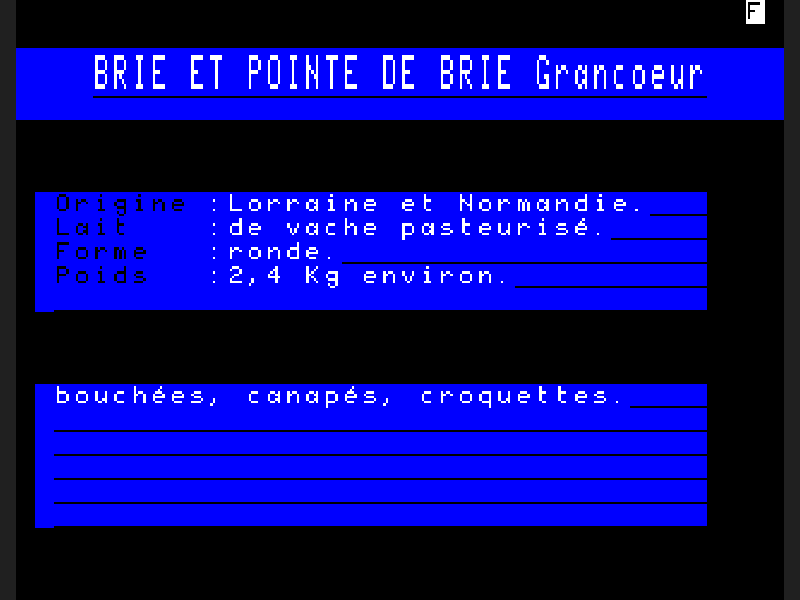 F
BRIE ET POINTE DE BRIE Grancoeur
Origine :Lorraine et Normandie.
Lait :de vache pasteurisé.
Forme :ronde.
Poids :2,4 Kg environ.
bouchées, canapés, croquettes.